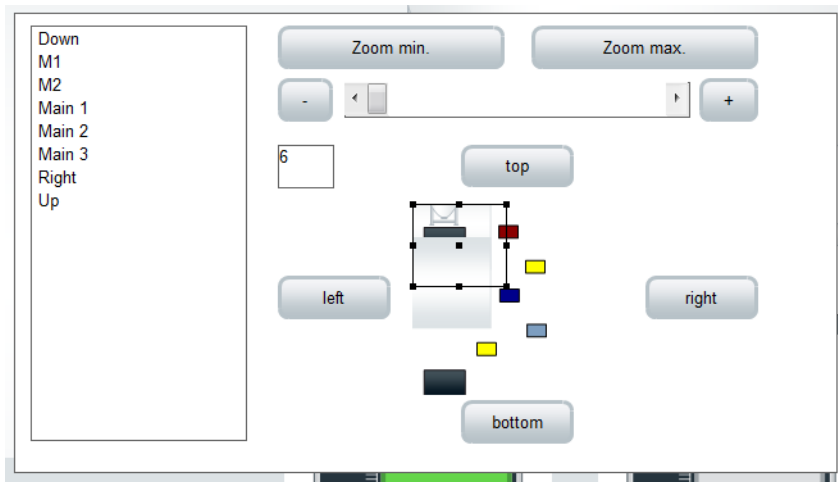 Down
M1
M2
Main 1
Main 2
Main 3
Right
Up
Zoom min.
Zoom max.
-
+
6
top
left
right
bottom